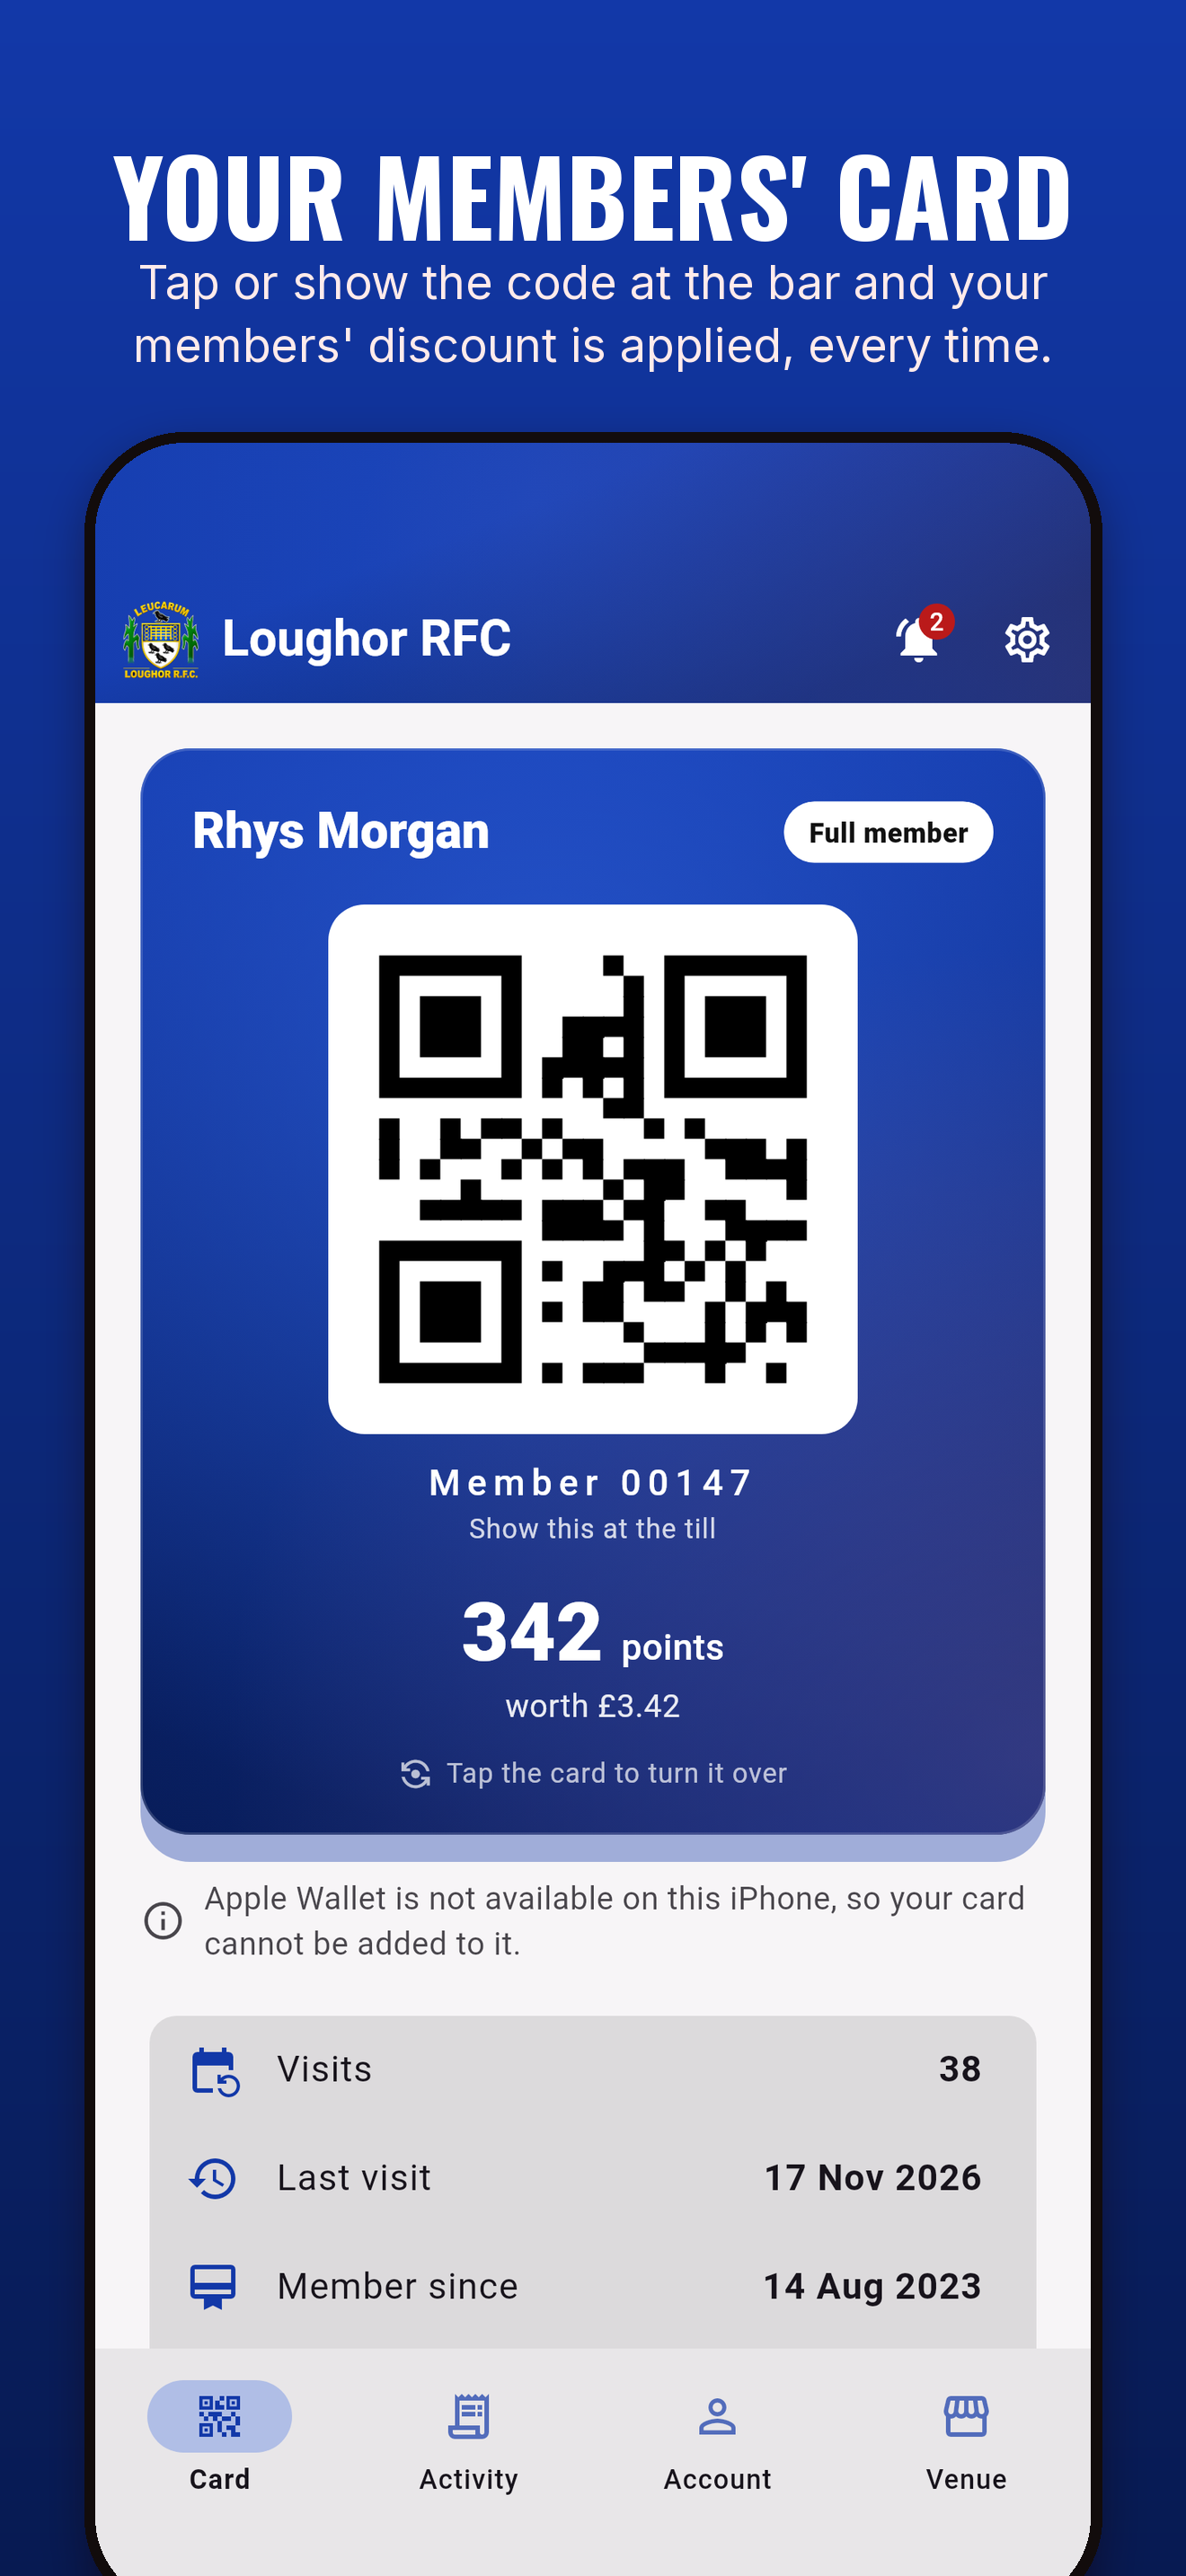 YOUR MEMBERS' CARD
Tap or show the code at the bar and your
members' discount is applied, every time.
LEUCARUM
LOUGHOR R.F.C.
Loughor RFC
2
Rhys Morgan
Full member
Member 00147
Show this at the till
342 points
worth £3.42
Tap the card to turn it over
Apple Wallet is not available on this iPhone, so your card
cannot be added to it.
Visits 38
Last visit 17 Nov 2026
Member since 14 Aug 2023
Card Activity Account Venue